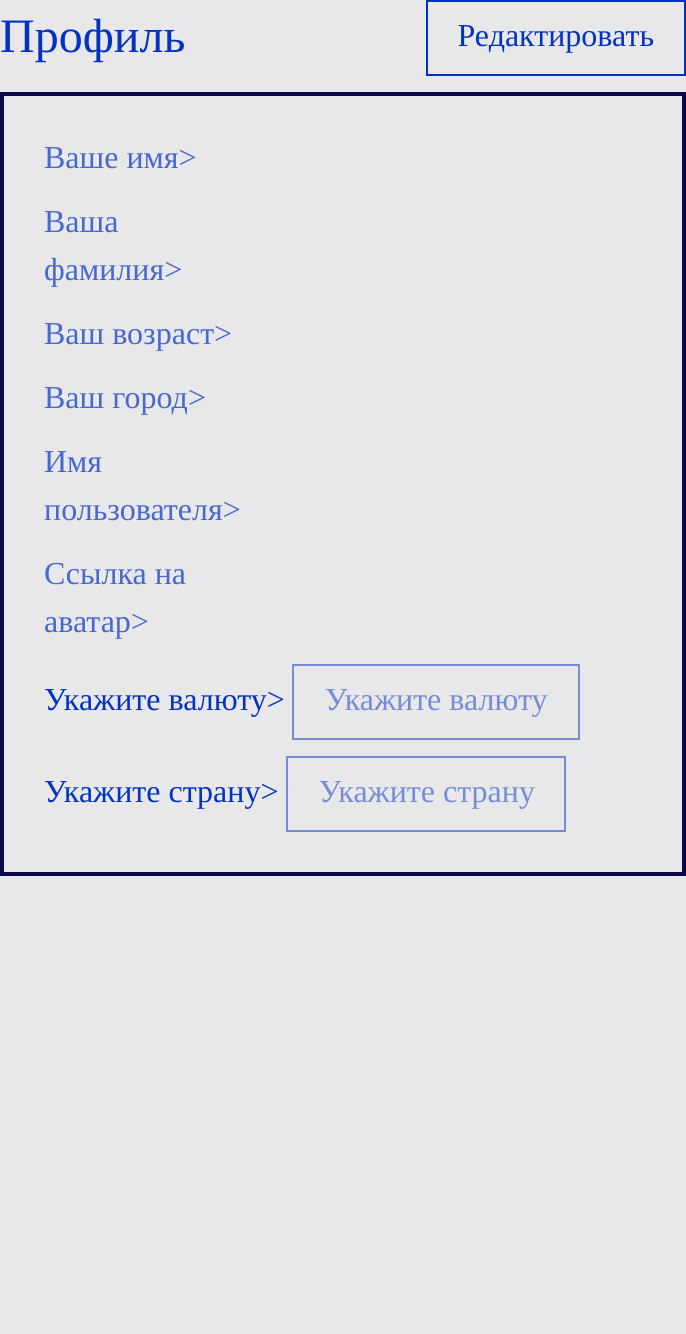 Профиль
Редактировать
Ваше имя>
Ваша
фамилия>
Ваш возраст>
Ваш город>
Имя
пользователя>
Ссылка на
аватар>
Укажите валюту> Укажите валюту
Укажите страну> Укажите страну